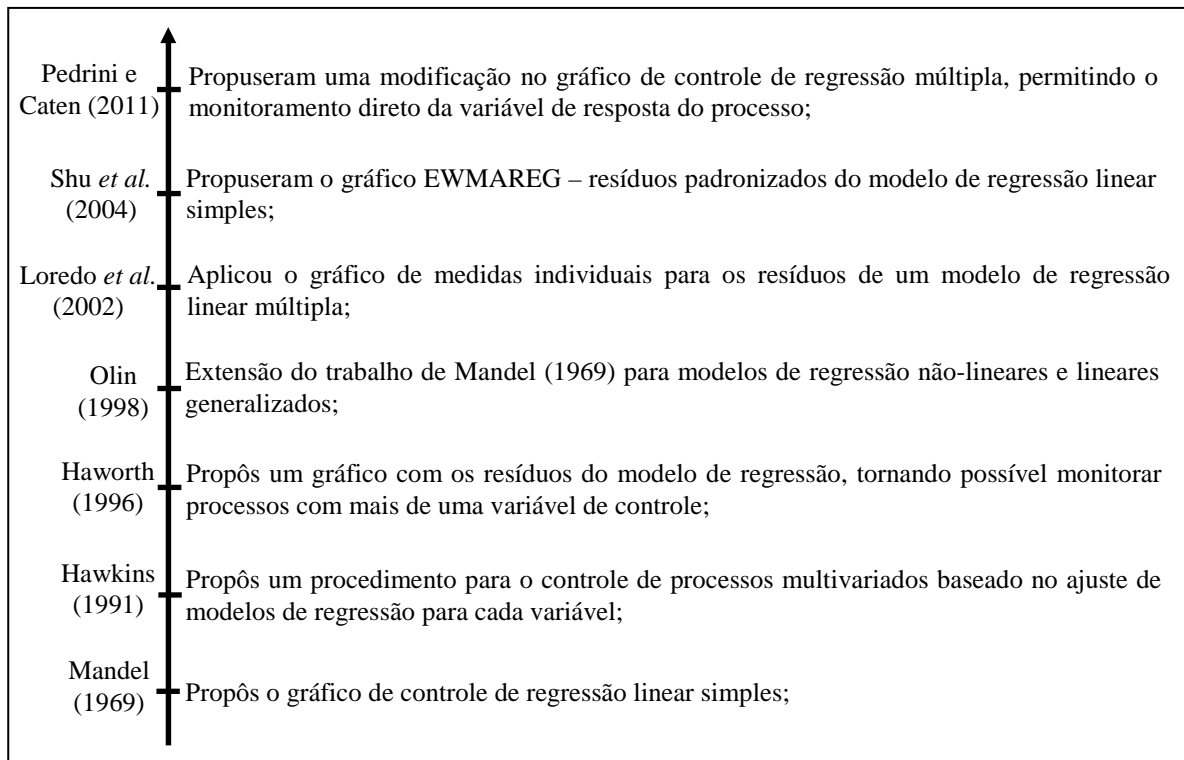 Pedrini e
Caten (2011)
Propuseram uma modificação no gráfico de controle de regressão múltipla, permitindo o
monitoramento direto da variável de resposta do processo;
Shu et al.
(2004)
Propuseram o gráfico EWMAREG – resíduos padronizados do modelo de regressão linear
simples;
Loredo et al.
(2002)
Aplicou o gráfico de medidas individuais para os resíduos de um modelo de regressão
linear múltipla;
Olin
(1998)
Extensão do trabalho de Mandel (1969) para modelos de regressão não-lineares e lineares
generalizados;
Haworth
(1996)
Propôs um gráfico com os resíduos do modelo de regressão, tornando possível monitorar
processos com mais de uma variável de controle;
Hawkins
(1991)
Propôs um procedimento para o controle de processos multivariados baseado no ajuste de
modelos de regressão para cada variável;
Mandel
(1969)
Propôs o gráfico de controle de regressão linear simples;